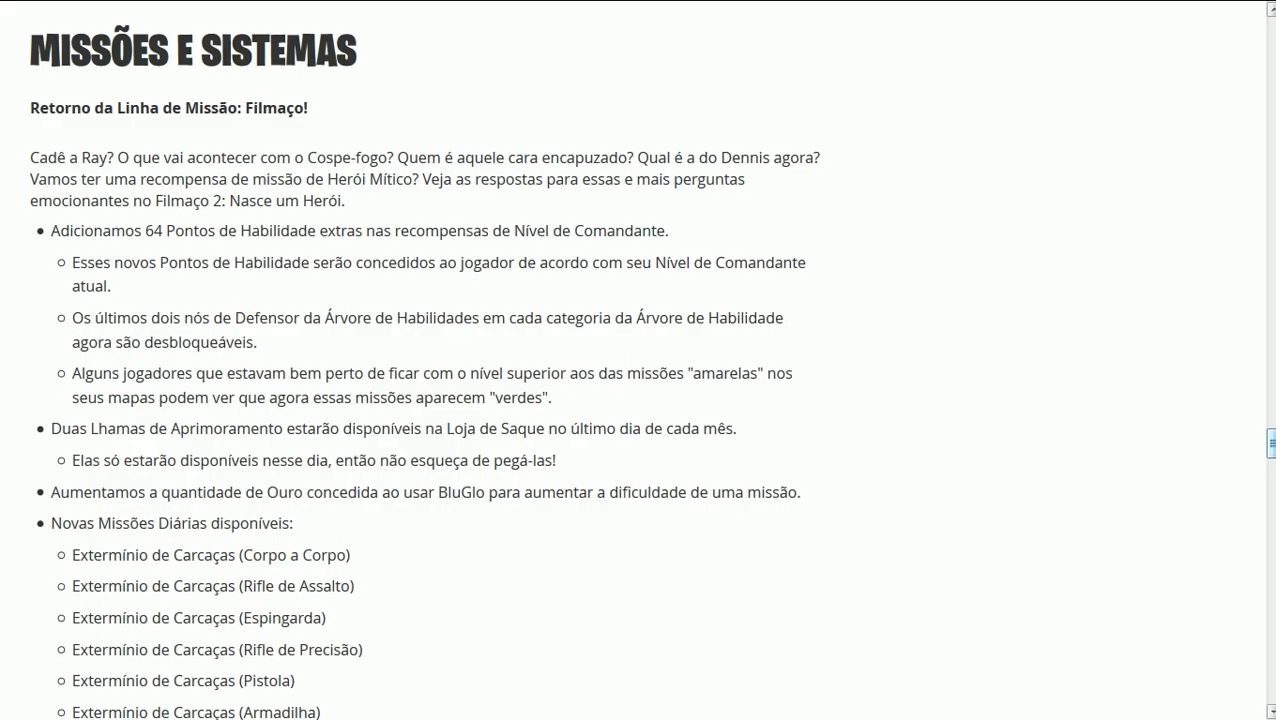 MISSÕES E SISTEMAS
Retorno da Linha de Missão: Filmaço!
Cadê a Ray? O que vai acontecer com o Cospe-fogo? Quem é aquele cara encapuzado? Qual é a do Dennis agora?
Vamos ter uma recompensa de missão de Herói Mítico? Veja as respostas para essas e mais perguntas
emocionantes no Filmaço 2: Nasce um Herói.
Adicionamos 64 Pontos de Habilidade extras nas recompensas de Nível de Comandante.
Esses novos Pontos de Habilidade serão concedidos ao jogador de acordo com seu Nível de Comandante
atual.
Os últimos dois nós de Defensor da Árvore de Habilidades em cada categoria da Árvore de Habilidade
agora são desbloqueáveis.
Alguns jogadores que estavam bem perto de ficar com o nível superior aos das missões "amarelas" nos
seus mapas podem ver que agora essas missões aparecem "verdes".
Duas Lhamas de Aprimoramento estarão disponíveis na Loja de Saque no último dia de cada mês.
Elas só estarão disponíveis nesse dia, então não esqueça de pegá-las!
Aumentamos a quantidade de Ouro concedida ao usar BluGlo para aumentar a dificuldade de uma missão.
Novas Missões Diárias disponíveis:
Extermínio de Carcaças (Corpo a Corpo)
Extermínio de Carcaças (Rifle de Assalto)
Extermínio de Carcaças (Espingarda)
Extermínio de Carcaças (Rifle de Precisão)
Extermínio de Carcaças (Pistola)
Extermínio de Carcaças (Armadilha)